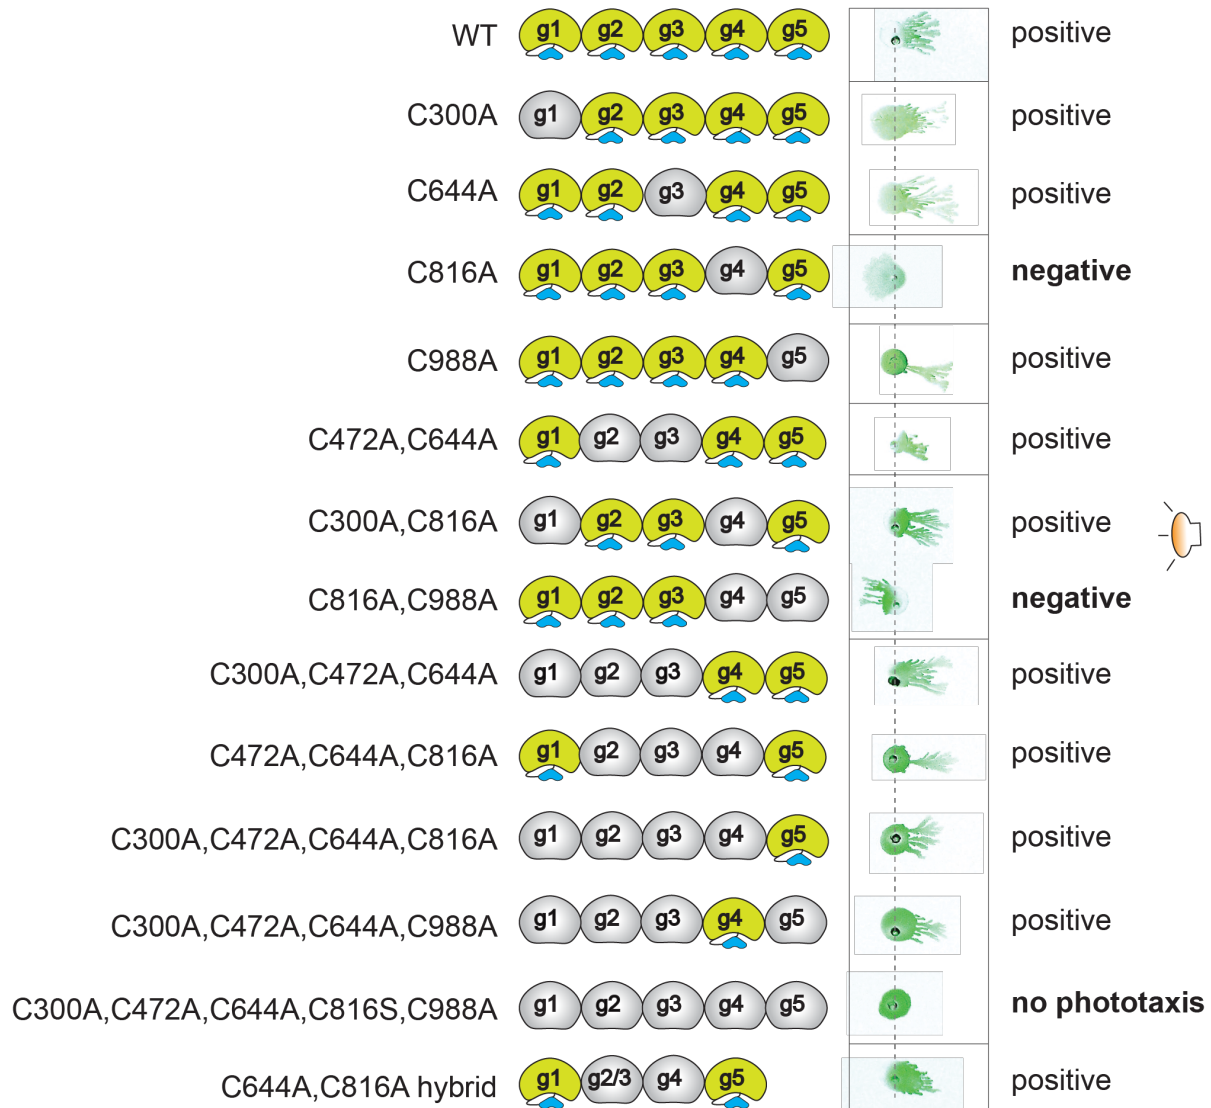 WT g1 g2 g3 g4 g5 positive
C300A g1 g2 g3 g4 g5 positive
C644A g1 g2 g3 g4 g5 positive
C816A g1 g2 g3 g4 g5 negative
C988A g1 g2 g3 g4 g5 positive
C472A,C644A g1 g2 g3 g4 g5 positive
C300A,C816A g1 g2 g3 g4 g5 positive
C816A,C988A g1 g2 g3 g4 g5 negative
C300A,C472A,C644A g1 g2 g3 g4 g5 positive
C472A,C644A,C816A g1 g2 g3 g4 g5 positive
C300A,C472A,C644A,C816A g1 g2 g3 g4 g5 positive
C300A,C472A,C644A,C988A g1 g2 g3 g4 g5 positive
C300A,C472A,C644A,C816S,C988A g1 g2 g3 g4 g5 no phototaxis
C644A,C816A hybrid g1 g2/3 g4 g5 positive